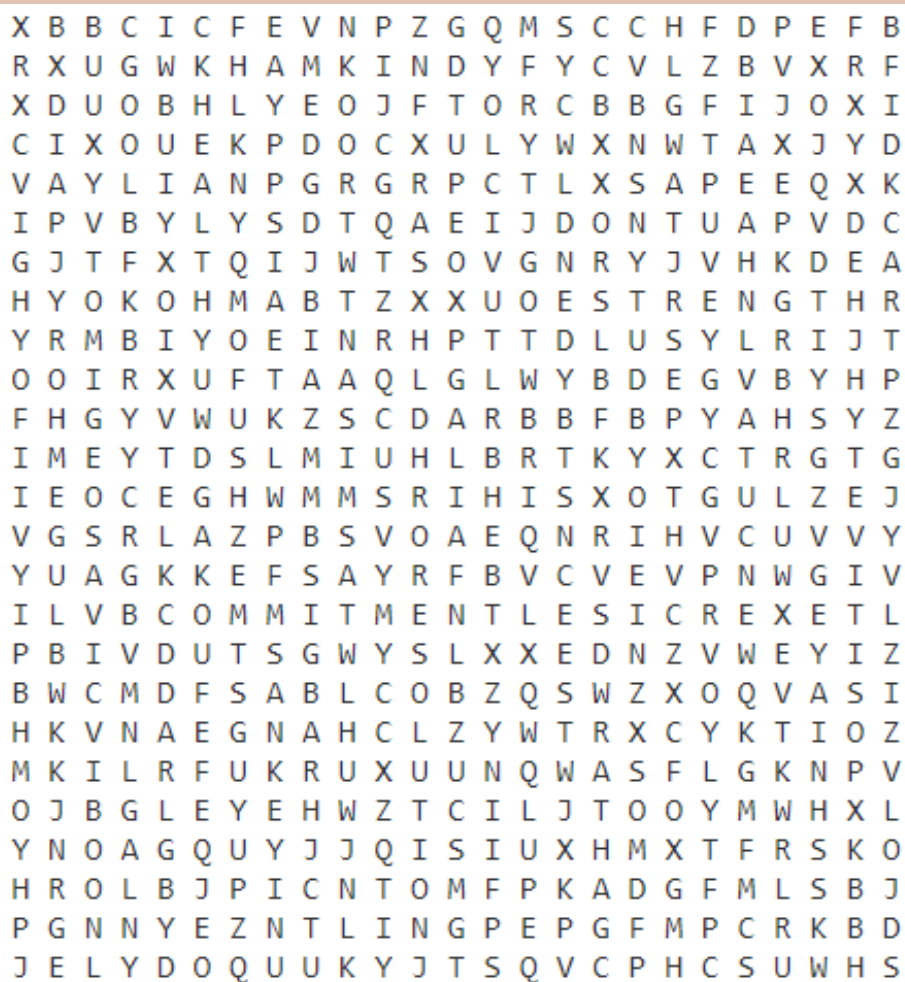 X B B C I C F E V N P Z G Q M S C C H F D P E F B
R X U G W K H A M K I N D Y F Y C V L Z B V X R F
X D U O B H L Y E O J F T O R C B B G F I J O X I
C I X O U E K P D O C X U L Y W X N W T A X J Y D
V A Y L I A N P G R G R P C T L X S A P E E Q X K
I P V B Y L Y S D T Q A E I J D O N T U A P V D C
G J T F X T Q I J W T S O V G N R Y J V H K D E A
H Y O K O H M A B T Z X X U O E S T R E N G T H R
Y R M B I Y O E I N R H P T T D L U S Y L R I J T
O O I R X U F T A A Q L G L W Y B D E G V B Y H P
F H G Y V W U K Z S C D A R B B F B P Y A H S Y Z
I M E Y T D S L M I U H L B R T K Y X C T R G T G
I E O C E G H W M M S R I H I S X O T G U L Z E J
V G S R L A Z P B S V O A E Q N R I H V C U V V Y
Y U A G K K E F S A Y R F B V C V E V P N W G I V
I L V B C O M M I T M E N T L E S I C R E X E T L
P B I V D U T S G W Y S L X X E D N Z V W E Y I Z
B W C M D F S A B L C O B Z Q S W Z X O Q V A S I
H K V N A E G N A H C L Z Y W T R X C Y K T I O Z
M K I L R F U K R U X U U N Q W A S F L G K N P V
O J B G L E Y E H W Z T C I L J T O O Y M W H X L
Y N O A G Q U Y J J Q I S I U X H M X T F R S K O
H R O L B J P I C N T O M F P K A D G F M L S B J
P G N N Y E Z N T L I N G P E P G F M P C R K B D
J E L Y D O Q U U K Y J T S Q V C P H C S U W H S